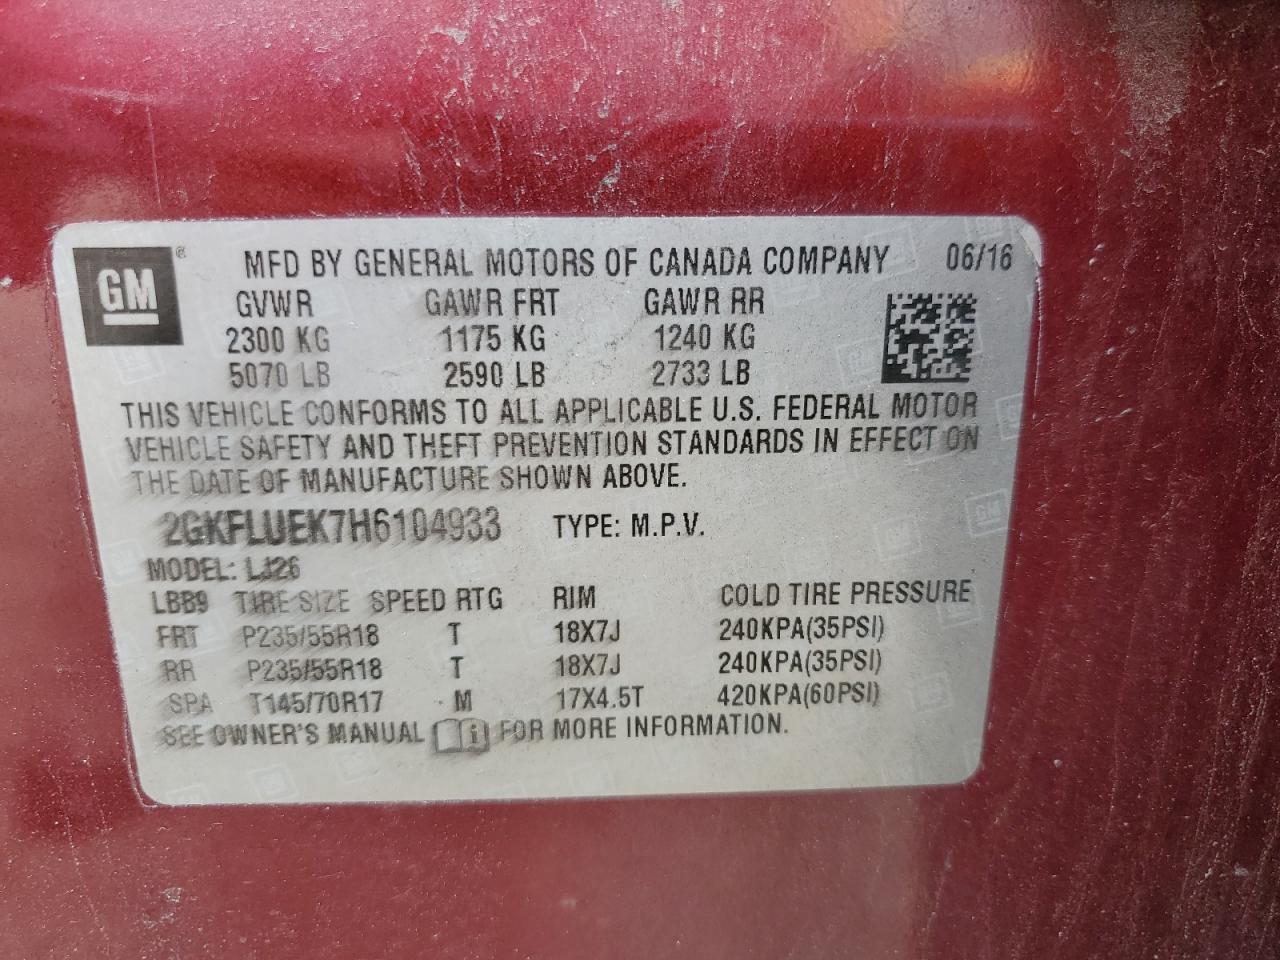 GM ® MFD BY GENERAL MOTORS OF CANADA COMPANY 06/16
GVWR GAWR FRT GAWR RR
2300 KG 1175 KG 1240 KG
5070 LB 2590 LB 2733 LB
THIS VEHICLE CONFORMS TO ALL APPLICABLE U.S. FEDERAL MOTOR
VEHICLE SAFETY AND THEFT PREVENTION STANDARDS IN EFFECT ON
THE DATE OF MANUFACTURE SHOWN ABOVE.
2GKFLUEK7H6104933 TYPE: M.P.V.
MODEL: LJ26
LBB9 TIRE SIZE SPEED RTG RIM COLD TIRE PRESSURE
FRT P235/55R18 T 18X7J 240KPA(35PSI)
RR P235/55R18 T 18X7J 240KPA(35PSI)
SPA T145/70R17 M 17X4.5T 420KPA(60PSI)
SEE OWNER'S MANUAL i FOR MORE INFORMATION.